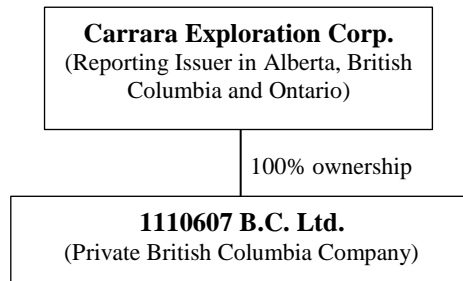 Carrara Exploration Corp.
(Reporting Issuer in Alberta, British
Columbia and Ontario)
100% ownership
1110607 B.C. Ltd.
(Private British Columbia Company)